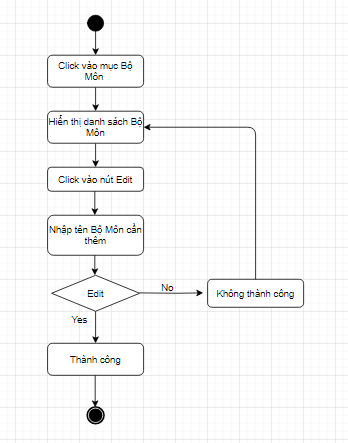 Click vào mục Bộ
Môn
Hiển thị danh sách Bộ
Môn
Click vào nút Edit
Nhập tên Bộ Môn cần
thêm
Edit
No
Không thành công
Yes
Thành công